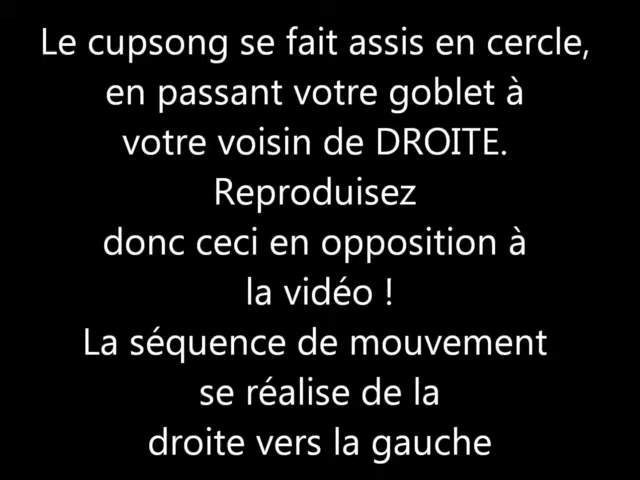 Le cupsong se fait assis en cercle,
en passant votre goblet à
votre voisin de DROITE.
Reproduisez
donc ceci en opposition à
la vidéo !
La séquence de mouvement
se réalise de la
droite vers la gauche